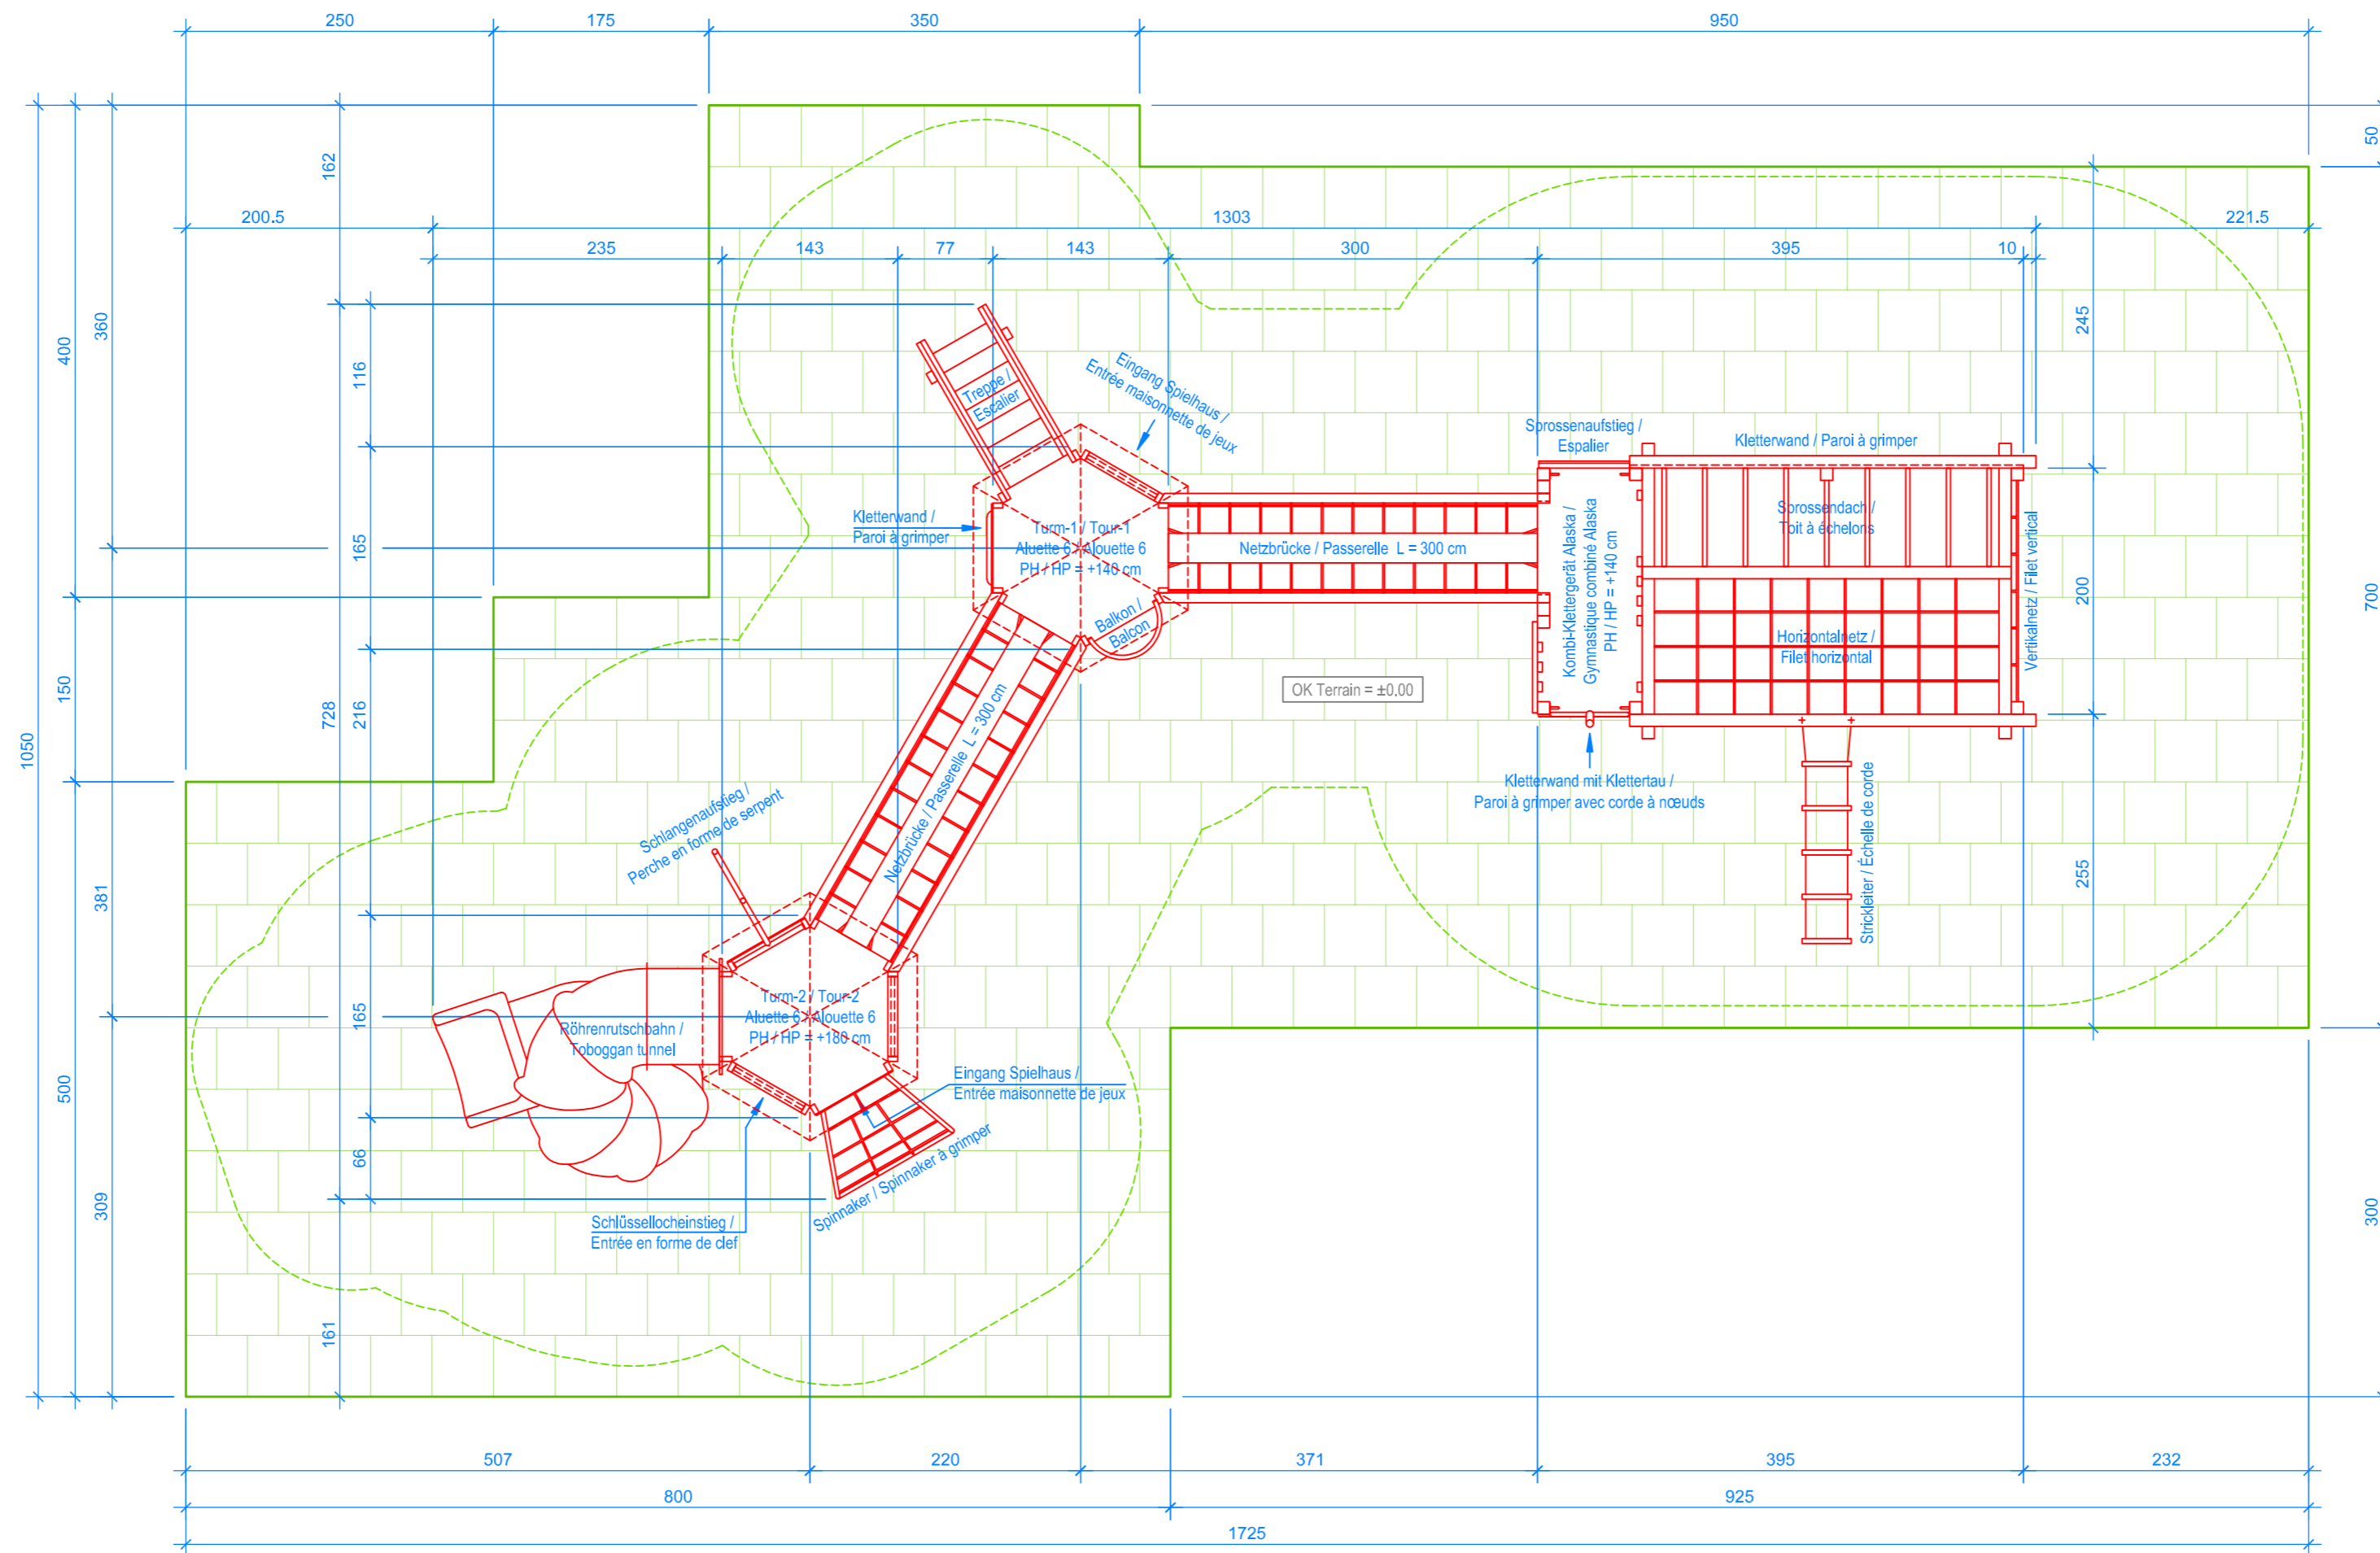 250
175
350
950
50
162
200.5
1303
221.5
235
143
77
143
300
395
10
245
360
400
116
Treppe /
Escalier
Eingang Spielhaus /
Entrée maisonnette de jeux
Sprossenaufstieg /
Espalier
Kletterwand / Paroi à grimper
Kletterwand /
Paroi à grimper
Turm-1 / Tour-1
Aluette 6 / Alouette 6
PH / HP = +140 cm
Netzbrücke / Passerelle L = 300 cm
Kombi-Klettergerät Alaska /
Gymnastique combiné Alaska
PH / HP = +140 cm
Sprossendach /
Toit à échelons
Vertikalnetz / Filet vertical
165
200
700
Balkon /
Balcon
Horizontalnetz /
Filet horizontal
OK Terrain = ±0.00
150
728
216
1050
Netzbrücke / Passerelle L = 300 cm
Kletterwand mit Klettertau /
Paroi à grimper avec corde à nœuds
Schlangenaufstieg /
Perche en forme de serpent
Strickleiter / Échelle de corde
255
381
165
Turm-2 / Tour-2
Aluette 6 / Alouette 6
PH / HP = +180 cm
Röhrenrutschbahn /
Toboggan tunnel
Eingang Spielhaus /
Entrée maisonnette de jeux
500
66
309
Spinnaker / Spinnaker à grimper
Schlüssellocheinstieg /
Entrée en forme de clef
300
161
507
220
371
395
232
800
925
1725